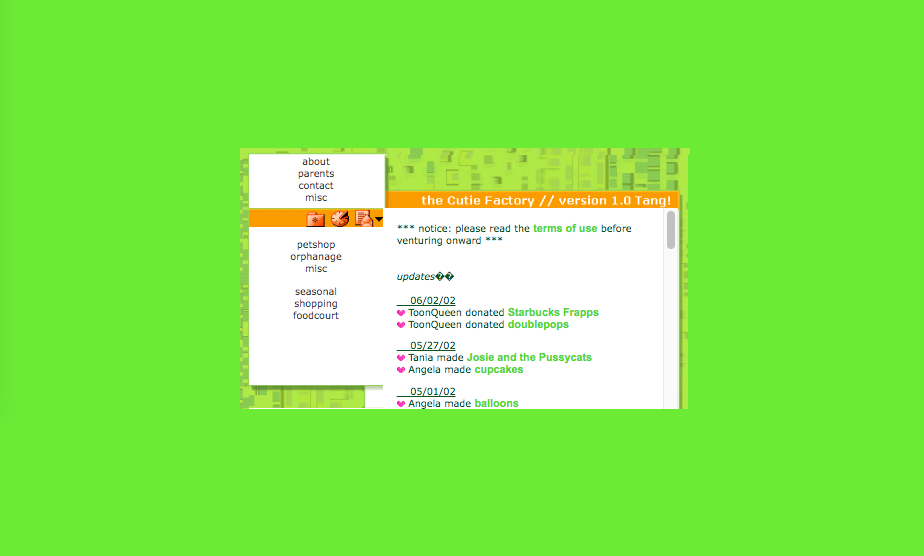 about
parents
contact
misc
petshop
orphanage
misc
seasonal
shopping
foodcourt
the Cutie Factory // version 1.0 Tang!
*** notice: please read the terms of use before
venturing onward ***
updates��
06/02/02
ToonQueen donated Starbucks Frapps
ToonQueen donated doublepops
05/27/02
Tania made Josie and the Pussycats
Angela made cupcakes
05/01/02
Angela made balloons